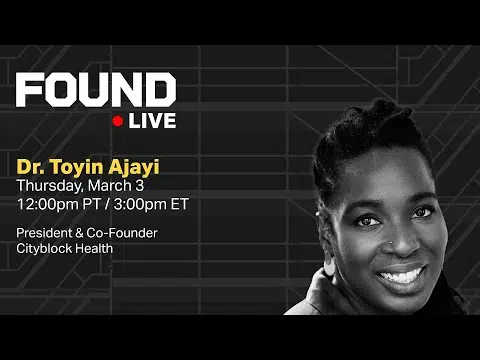 FOUND
LIVE
Dr. Toyin Ajayi
Thursday, March 3
12:00pm PT / 3:00pm ET
President & Co-Founder
Cityblock Health